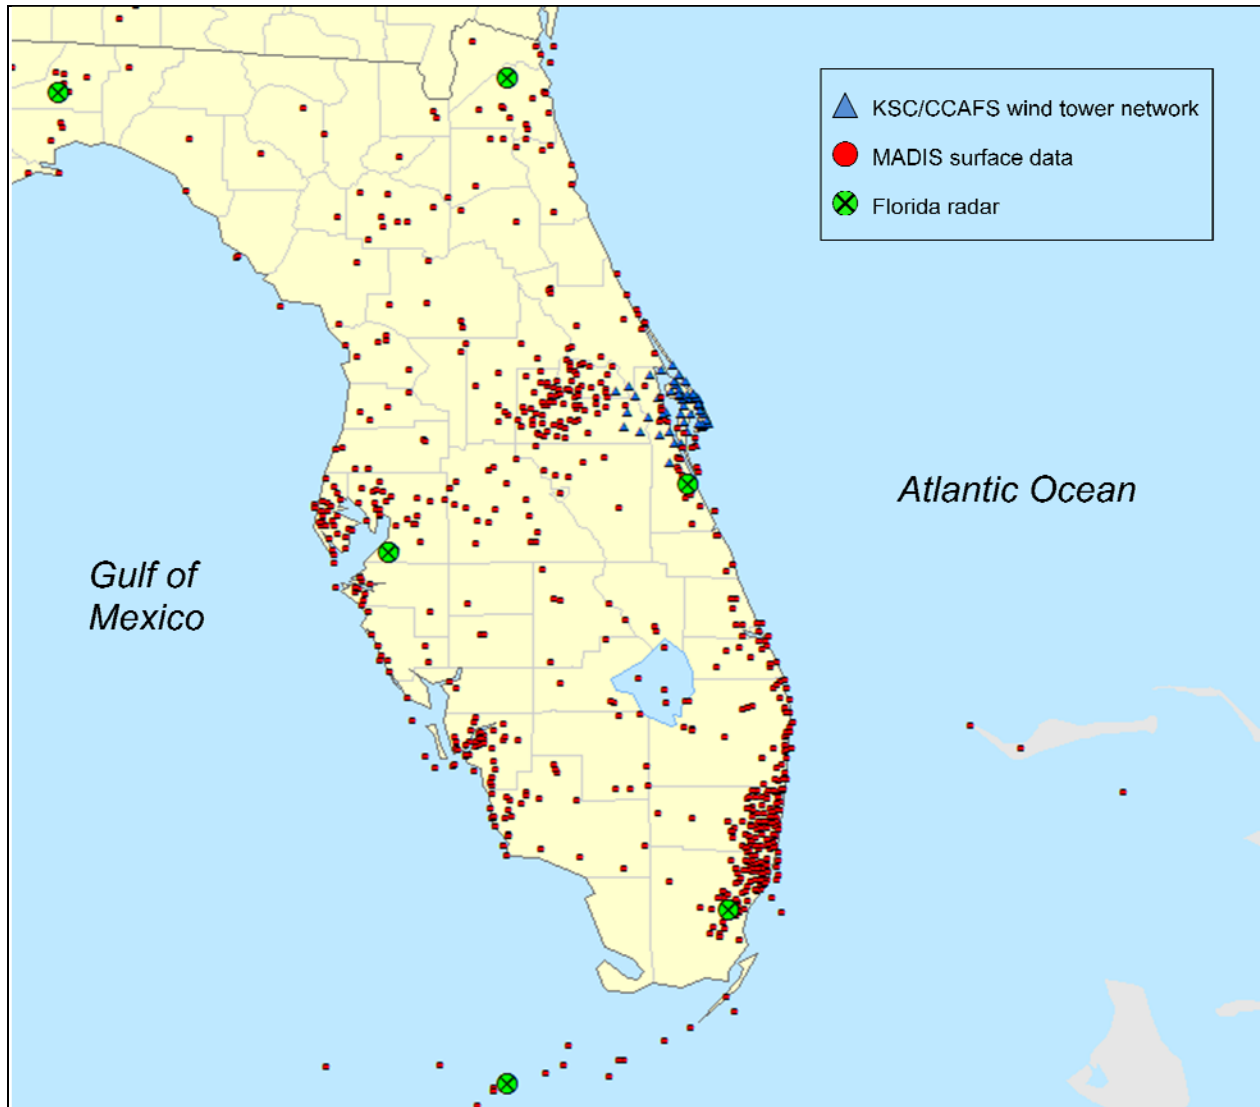 KSC/CCAFS wind tower network
MADIS surface data
Florida radar
Atlantic Ocean
Gulf of
Mexico